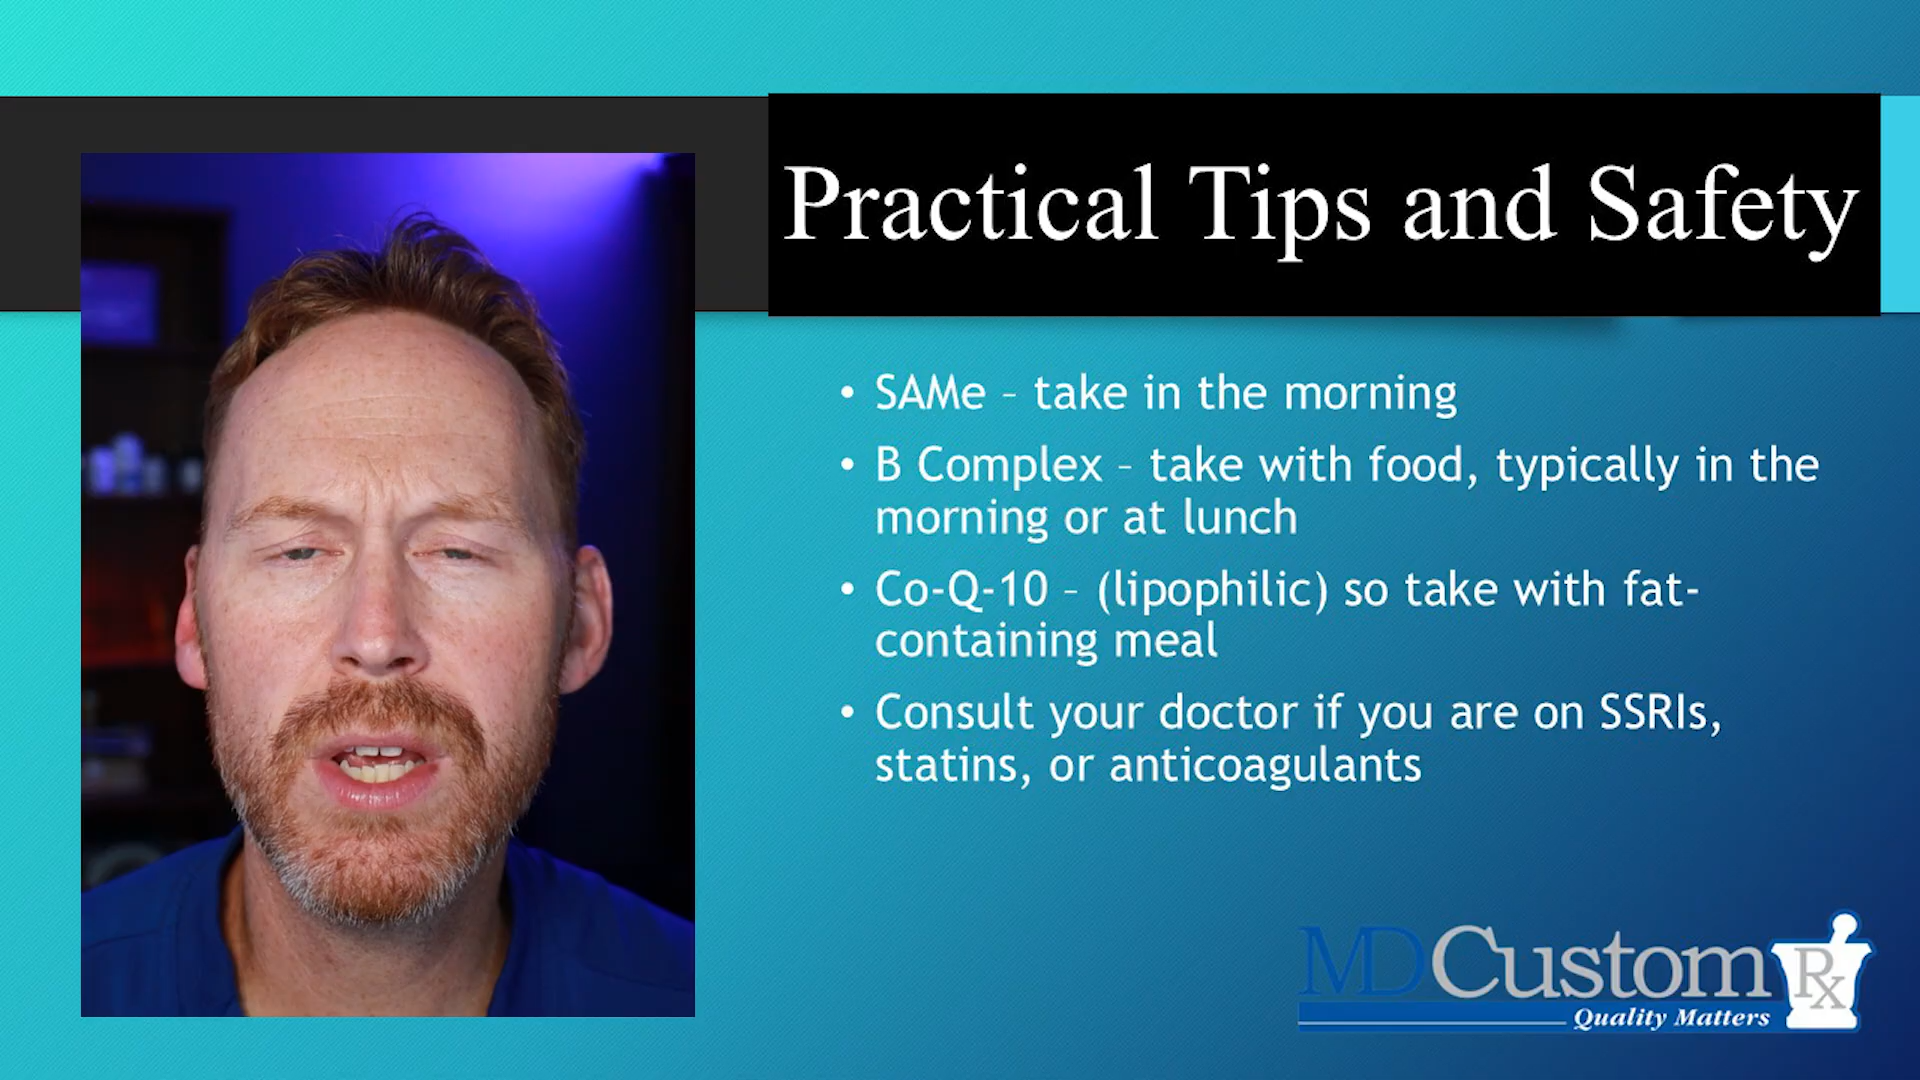 Practical Tips and Safety
• SAMe – take in the morning
• B Complex – take with food, typically in the
morning or at lunch
• Co-Q-10 – (lipophilic) so take with fat-
containing meal
• Consult your doctor if you are on SSRIs,
statins, or anticoagulants
MDCustom Rx
Quality Matters